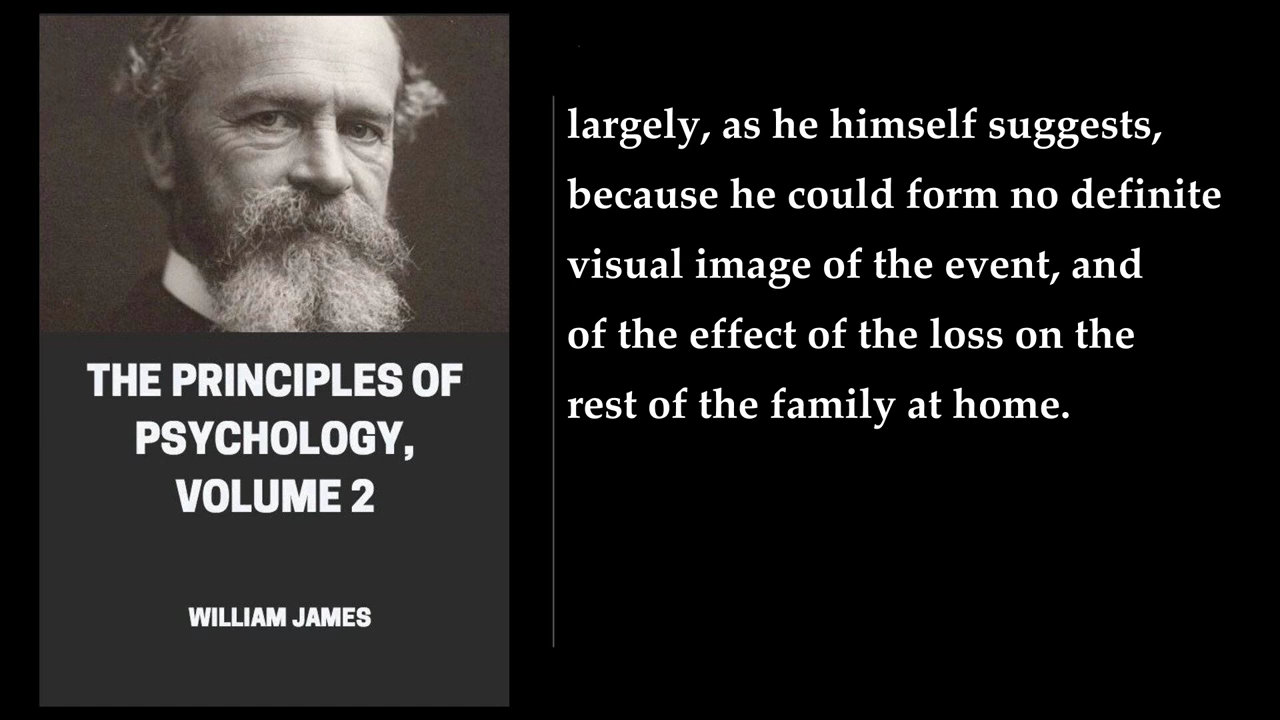 THE PRINCIPLES OF
PSYCHOLOGY,
VOLUME 2
WILLIAM JAMES
largely, as he himself suggests,
because he could form no definite
visual image of the event, and
of the effect of the loss on the
rest of the family at home.